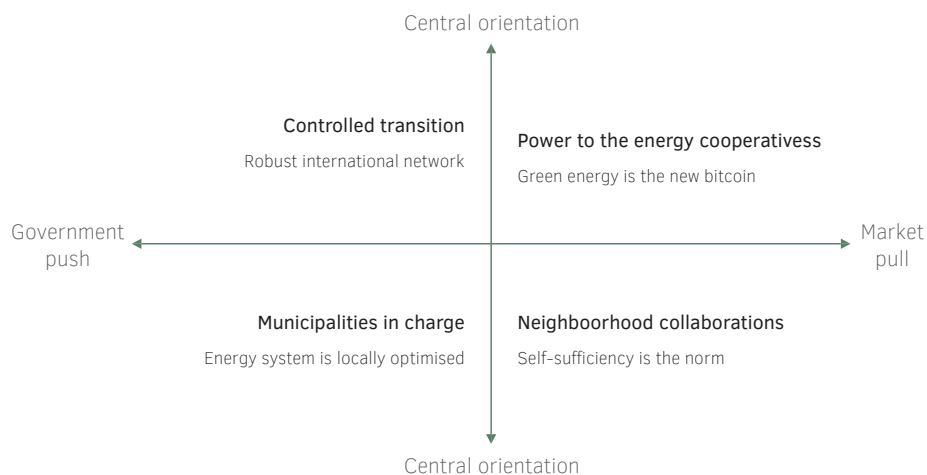 Central orientation
Controlled transition
Robust international network
Power to the energy cooperativess
Green energy is the new bitcoin
Government
push
Market
pull
Municipalities in charge
Energy system is locally optimised
Neighboorhood collaborations
Self-sufficiency is the norm
Central orientation